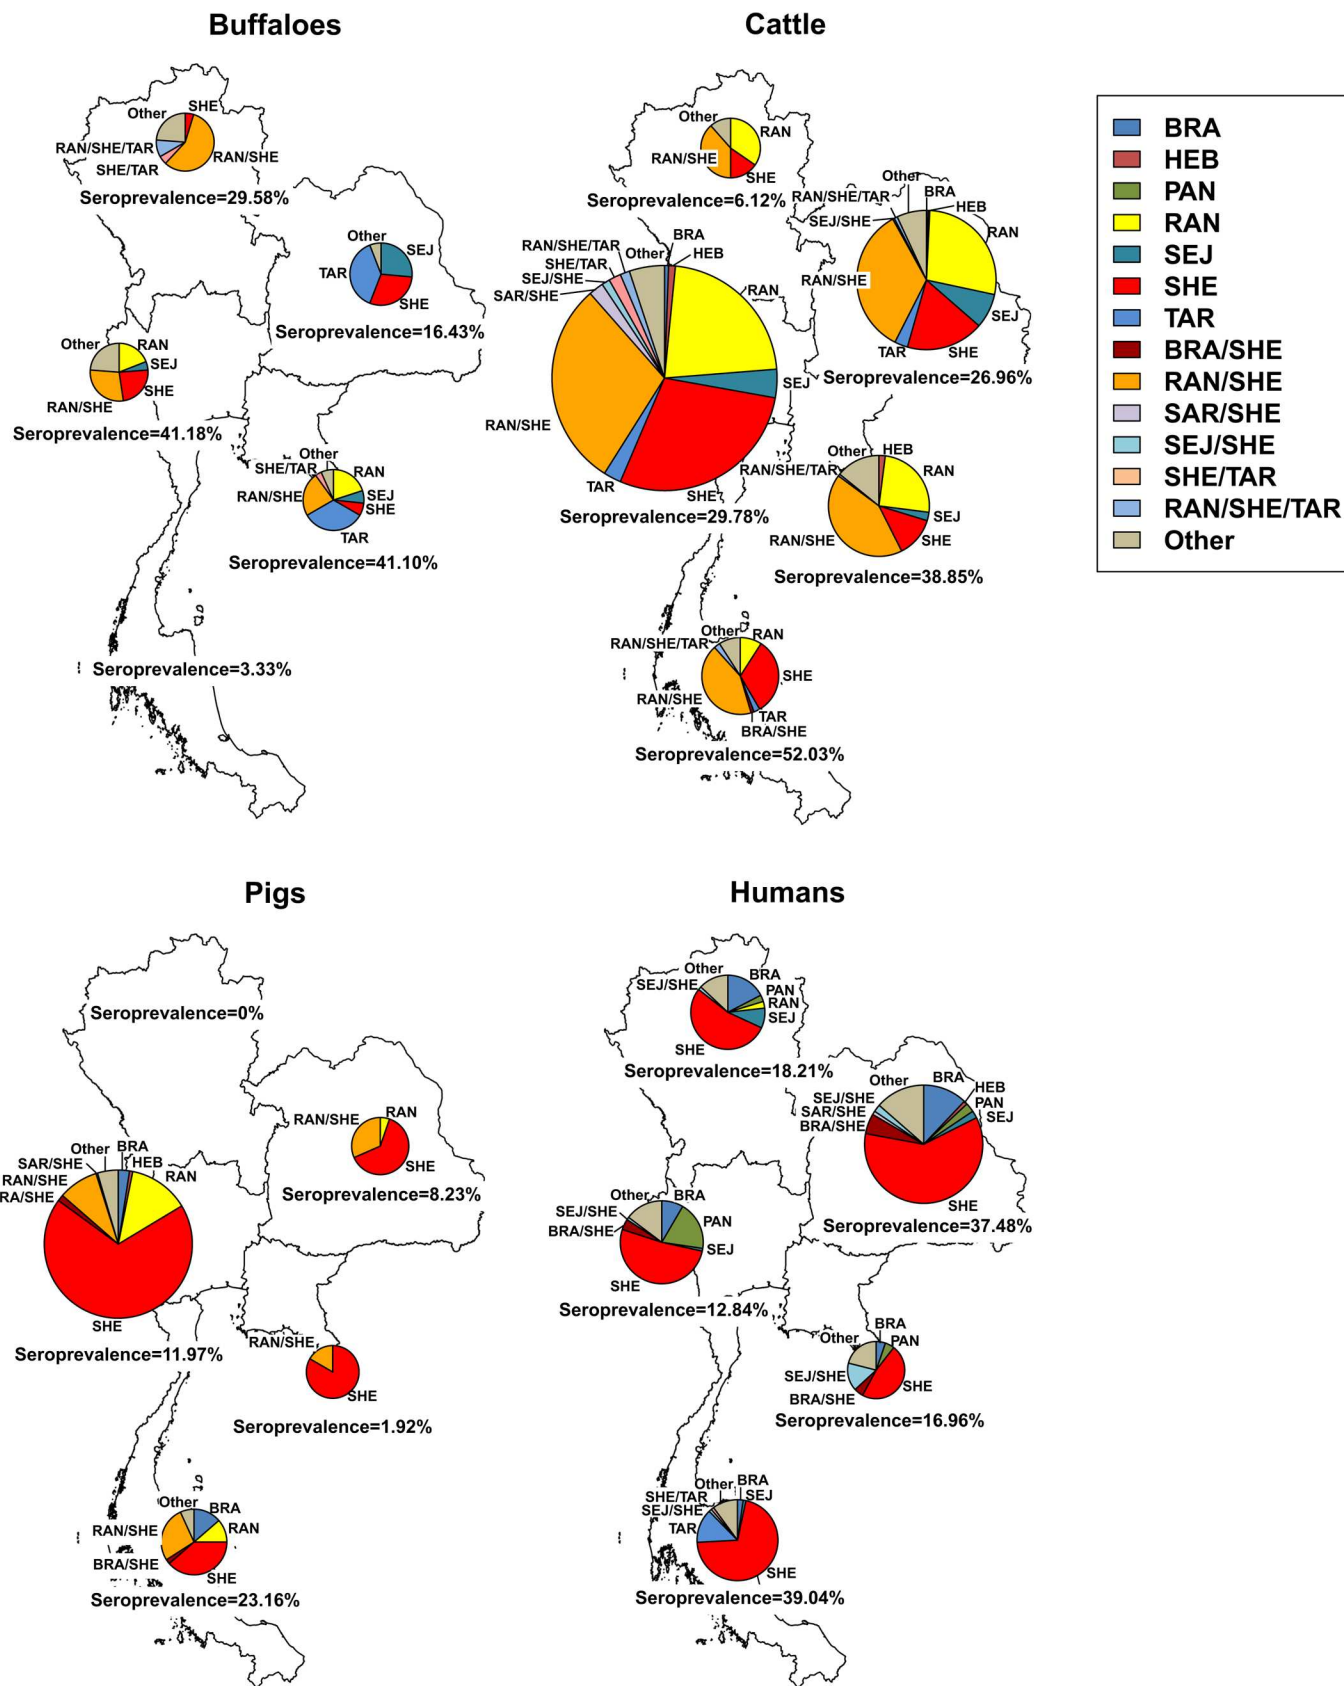 Buffaloes
Other
SHE
RAN/SHE/TAR
SHE/TAR
RAN/SHE
Seroprevalence=29.58%
Other
SEJ
TAR
SHE
Seroprevalence=16.43%
Other
RAN
SEJ
SHE
RAN/SHE
Seroprevalence=41.18%
Other
SHE/TAR
RAN
RAN/SHE
SEJ
SHE
TAR
Seroprevalence=41.10%
Seroprevalence=3.33%
Cattle
Other
RAN
RAN/SHE
SHE
Seroprevalence=6.12%
Other
BRA
RAN/SHE/TAR
HEB
SEJ/SHE
RAN
RAN/SHE
SEJ
TAR
SHE
Seroprevalence=26.96%
BRA
RAN/SHE/TAR
Other
HEB
SHE/TAR
SEJ/SHE
SAR/SHE
RAN
SEJ
RAN/SHE
TAR
SHE
Seroprevalence=29.78%
Other
HEB
RAN/SHE/TAR
RAN
SEJ
RAN/SHE
SHE
Seroprevalence=38.85%
Other
RAN
RAN/SHE/TAR
SHE
RAN/SHE
TAR
BRA/SHE
Seroprevalence=52.03%
BRA
HEB
PAN
RAN
SEJ
SHE
TAR
BRA/SHE
RAN/SHE
SAR/SHE
SEJ/SHE
SHE/TAR
RAN/SHE/TAR
Other
Pigs
Seroprevalence=0%
RAN/SHE
RAN
SHE
Seroprevalence=8.23%
Other
BRA
SAR/SHE
HEB
RAN/SHE
RAN
RA/SHE
SHE
Seroprevalence=11.97%
RAN/SHE
SHE
Seroprevalence=1.92%
Other
BRA
RAN/SHE
RAN
BRA/SHE
SHE
Seroprevalence=23.16%
Humans
Other
BRA
SEJ/SHE
PAN
RAN
SEJ
SHE
Seroprevalence=18.21%
Other
BRA
SEJ/SHE
HEB
SAR/SHE
PAN
BRA/SHE
SEJ
SHE
Seroprevalence=37.48%
Other
BRA
SEJ/SHE
PAN
BRA/SHE
SEJ
SHE
Seroprevalence=12.84%
BRA
Other
PAN
SEJ/SHE
SHE
BRA/SHE
Seroprevalence=16.96%
Other
BRA
SHE/TAR
SEJ
SEJ/SHE
TAR
SHE
Seroprevalence=39.04%